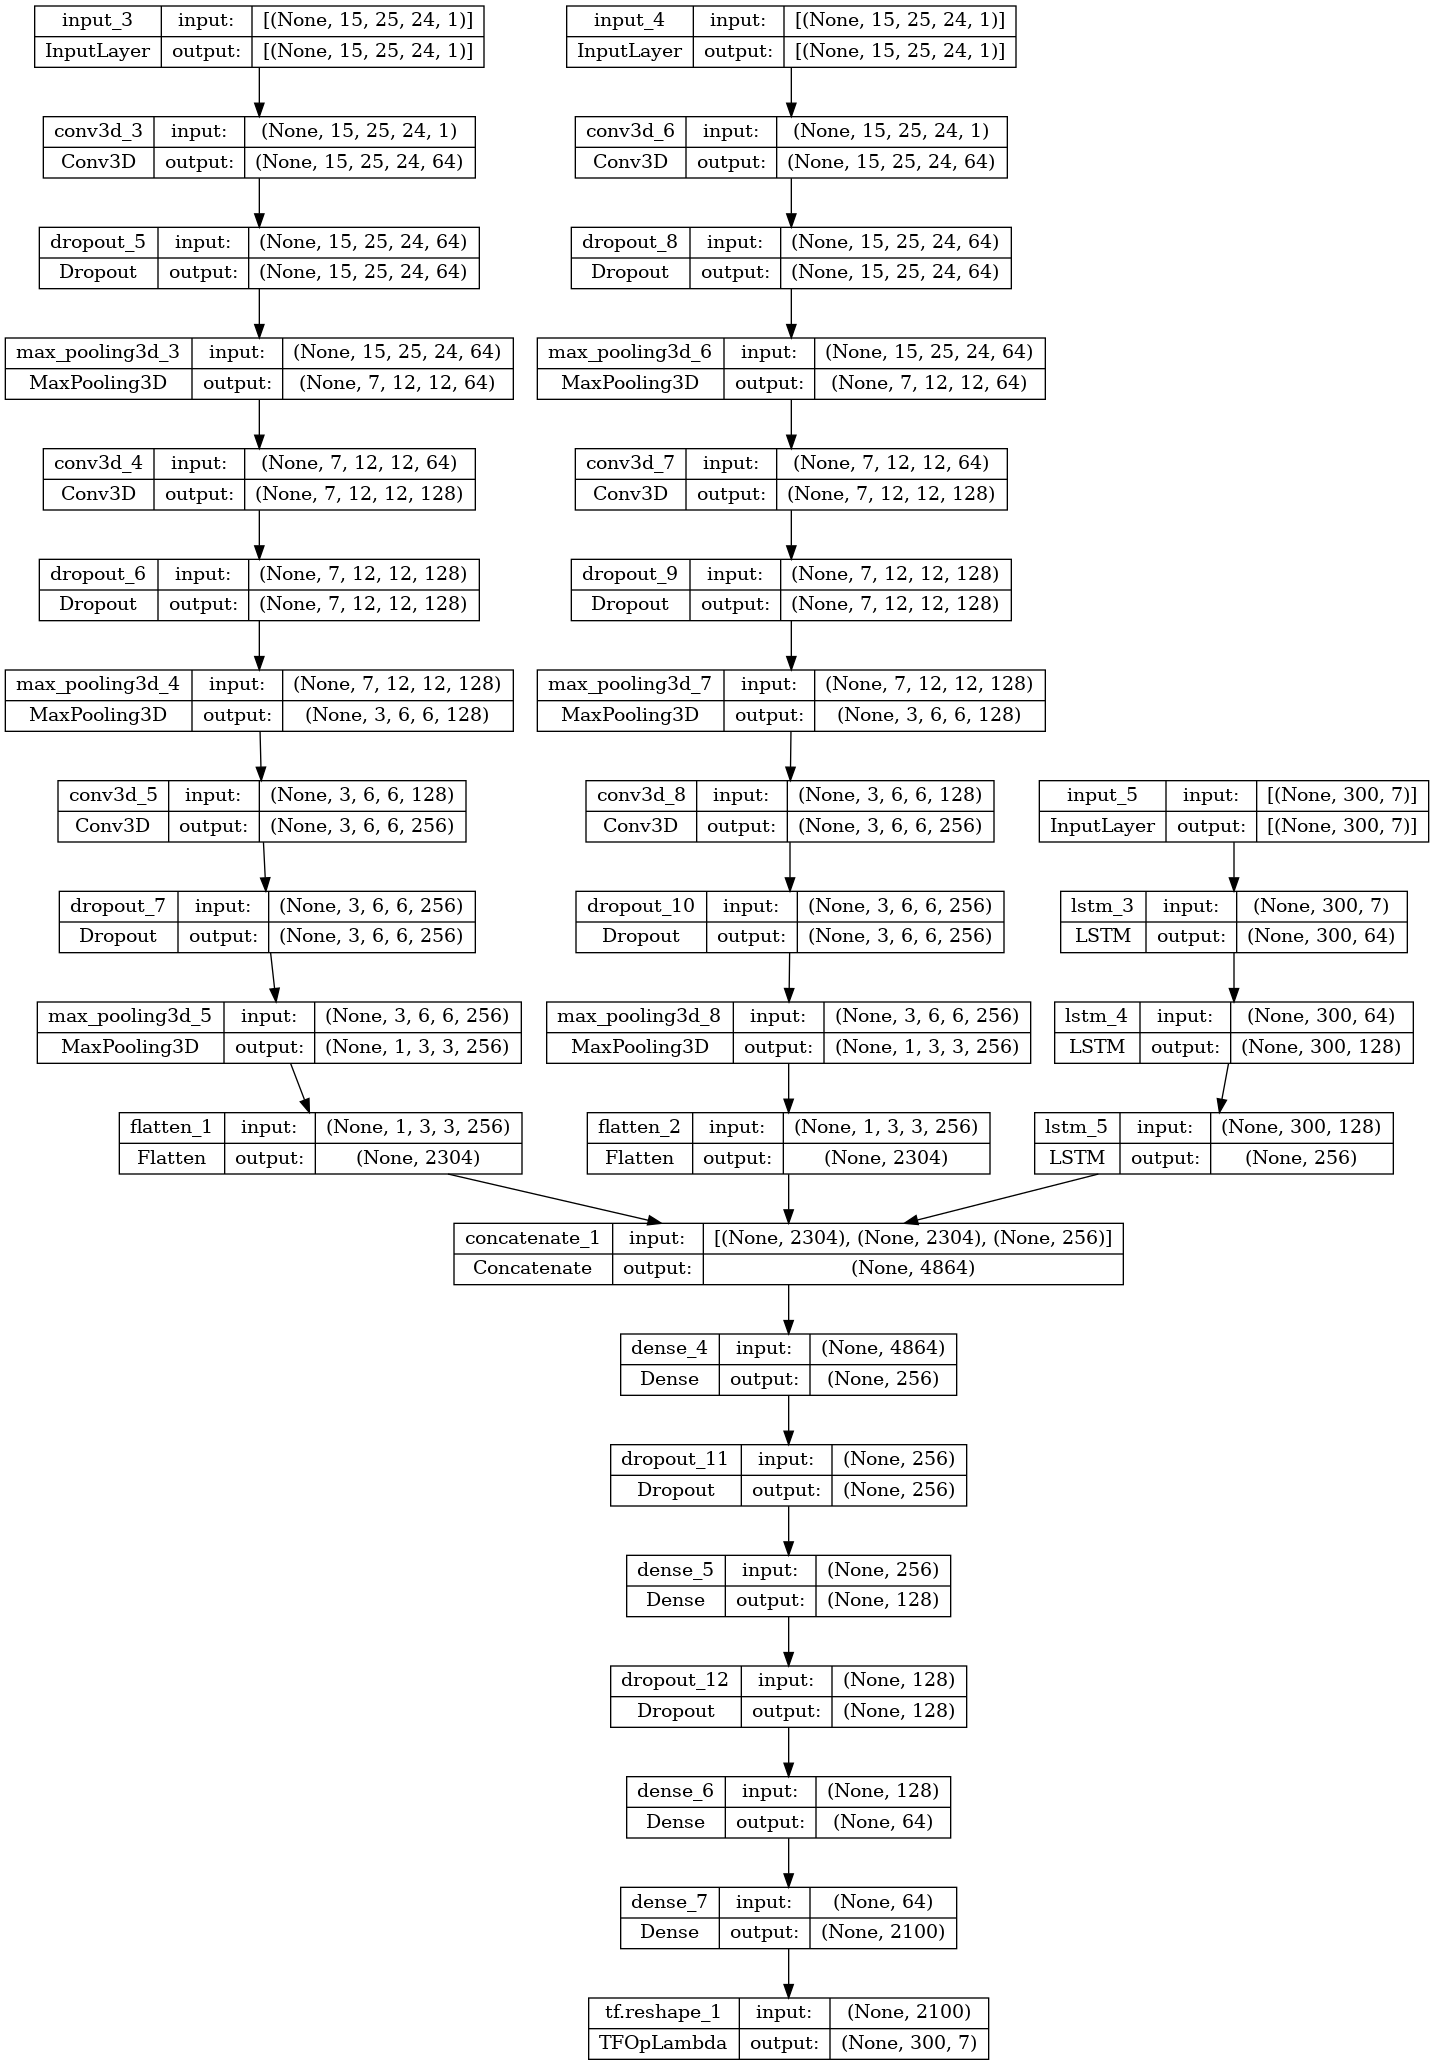 input_3 input: [(None, 15, 25, 24, 1)]
InputLayer output: [(None, 15, 25, 24, 1)]
input_4 input: [(None, 15, 25, 24, 1)]
InputLayer output: [(None, 15, 25, 24, 1)]
conv3d_3 input: (None, 15, 25, 24, 1)
Conv3D output: (None, 15, 25, 24, 64)
conv3d_6 input: (None, 15, 25, 24, 1)
Conv3D output: (None, 15, 25, 24, 64)
dropout_5 input: (None, 15, 25, 24, 64)
Dropout output: (None, 15, 25, 24, 64)
dropout_8 input: (None, 15, 25, 24, 64)
Dropout output: (None, 15, 25, 24, 64)
max_pooling3d_3 input: (None, 15, 25, 24, 64)
MaxPooling3D output: (None, 7, 12, 12, 64)
max_pooling3d_6 input: (None, 15, 25, 24, 64)
MaxPooling3D output: (None, 7, 12, 12, 64)
conv3d_4 input: (None, 7, 12, 12, 64)
Conv3D output: (None, 7, 12, 12, 128)
conv3d_7 input: (None, 7, 12, 12, 64)
Conv3D output: (None, 7, 12, 12, 128)
dropout_6 input: (None, 7, 12, 12, 128)
Dropout output: (None, 7, 12, 12, 128)
dropout_9 input: (None, 7, 12, 12, 128)
Dropout output: (None, 7, 12, 12, 128)
max_pooling3d_4 input: (None, 7, 12, 12, 128)
MaxPooling3D output: (None, 3, 6, 6, 128)
max_pooling3d_7 input: (None, 7, 12, 12, 128)
MaxPooling3D output: (None, 3, 6, 6, 128)
conv3d_5 input: (None, 3, 6, 6, 128)
Conv3D output: (None, 3, 6, 6, 256)
conv3d_8 input: (None, 3, 6, 6, 128)
Conv3D output: (None, 3, 6, 6, 256)
input_5 input: [(None, 300, 7)]
InputLayer output: [(None, 300, 7)]
dropout_7 input: (None, 3, 6, 6, 256)
Dropout output: (None, 3, 6, 6, 256)
dropout_10 input: (None, 3, 6, 6, 256)
Dropout output: (None, 3, 6, 6, 256)
lstm_3 input: (None, 300, 7)
LSTM output: (None, 300, 64)
max_pooling3d_5 input: (None, 3, 6, 6, 256)
MaxPooling3D output: (None, 1, 3, 3, 256)
max_pooling3d_8 input: (None, 3, 6, 6, 256)
MaxPooling3D output: (None, 1, 3, 3, 256)
lstm_4 input: (None, 300, 64)
LSTM output: (None, 300, 128)
flatten_1 input: (None, 1, 3, 3, 256)
Flatten output: (None, 2304)
flatten_2 input: (None, 1, 3, 3, 256)
Flatten output: (None, 2304)
lstm_5 input: (None, 300, 128)
LSTM output: (None, 256)
concatenate_1 input: [(None, 2304), (None, 2304), (None, 256)]
Concatenate output: (None, 4864)
dense_4 input: (None, 4864)
Dense output: (None, 256)
dropout_11 input: (None, 256)
Dropout output: (None, 256)
dense_5 input: (None, 256)
Dense output: (None, 128)
dropout_12 input: (None, 128)
Dropout output: (None, 128)
dense_6 input: (None, 128)
Dense output: (None, 64)
dense_7 input: (None, 64)
Dense output: (None, 2100)
tf.reshape_1 input: (None, 2100)
TFOpLambda output: (None, 300, 7)